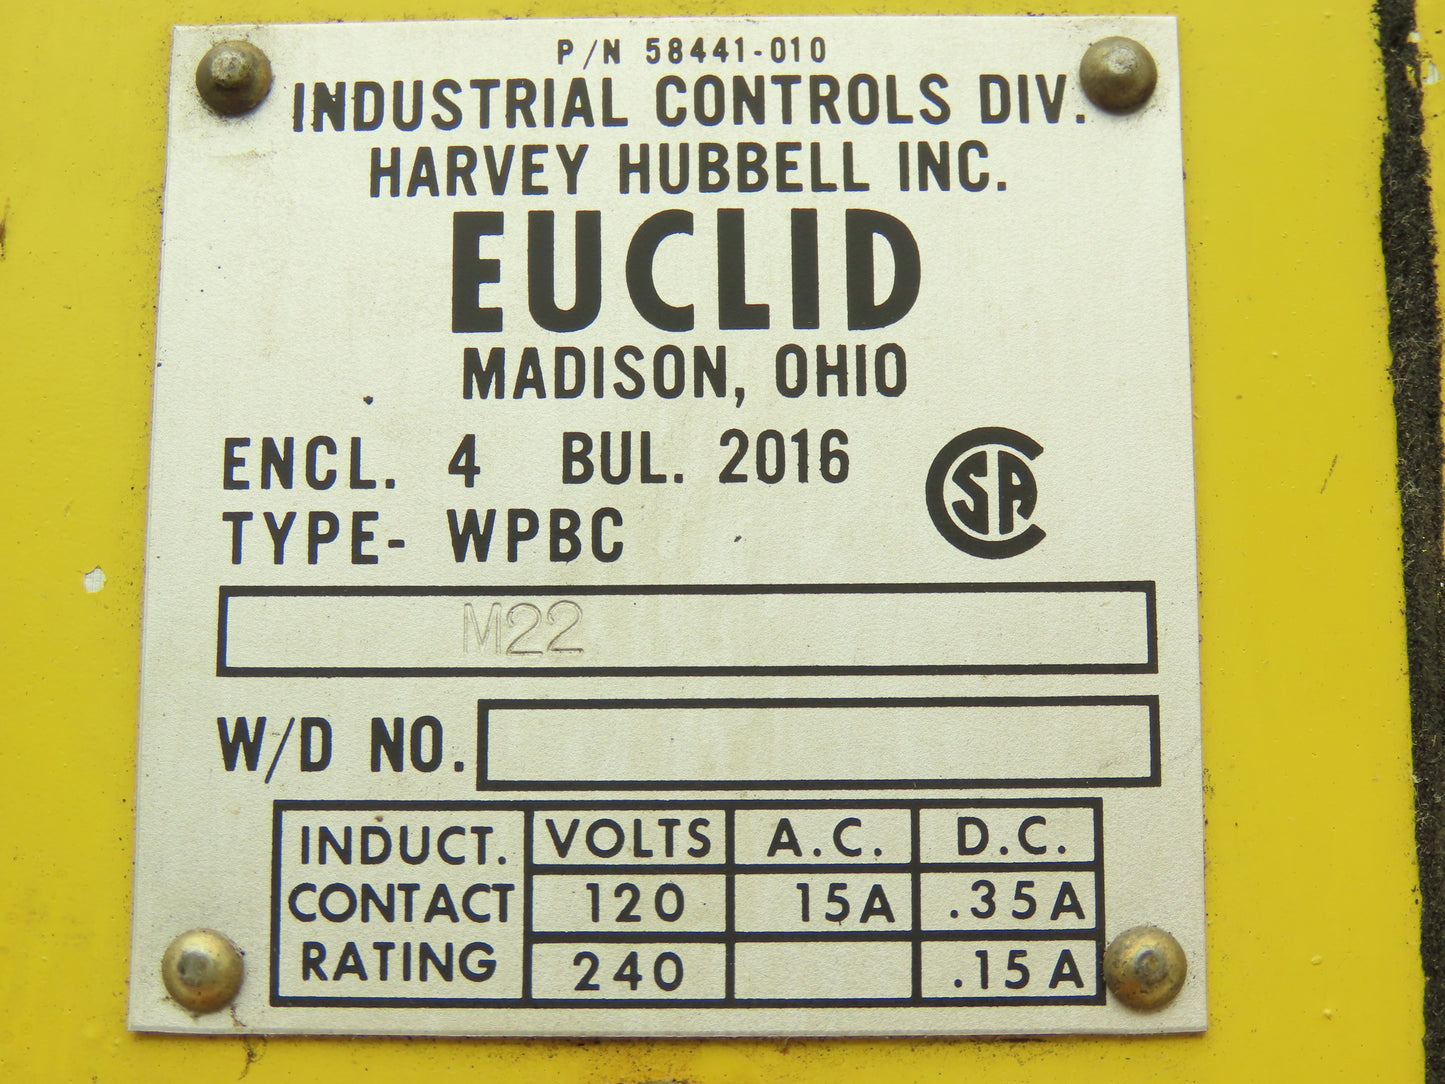 P/N 58441-010
INDUSTRIAL CONTROLS DIV.
HARVEY HUBBELL INC.
EUCLID
MADISON, OHIO
ENCL. 4 BUL. 2016
TYPE- WPBC
CSA
M22
W/D NO.
INDUCT. CONTACT RATING
VOLTS A.C. D.C.
120 15A .35A
240 .15A